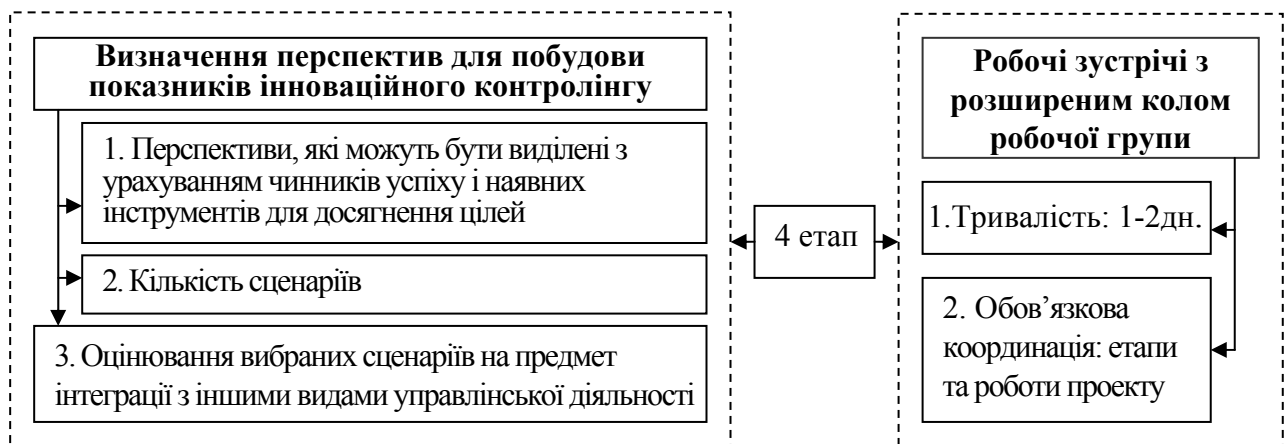 Визначення перспектив для побудови
показників інноваційного контролінгу
1. Перспективи, які можуть бути виділені з
урахуванням чинників успіху і наявних
інструментів для досягнення цілей
2. Кількість сценаріїв
3. Оцінювання вибраних сценаріїв на предмет
інтеграції з іншими видами управлінської діяльності
4 етап
Робочі зустрічі з
розширеним колом
робочої групи
1.Тривалість: 1-2дн.
2. Обов’язкова
координація: етапи
та роботи проекту